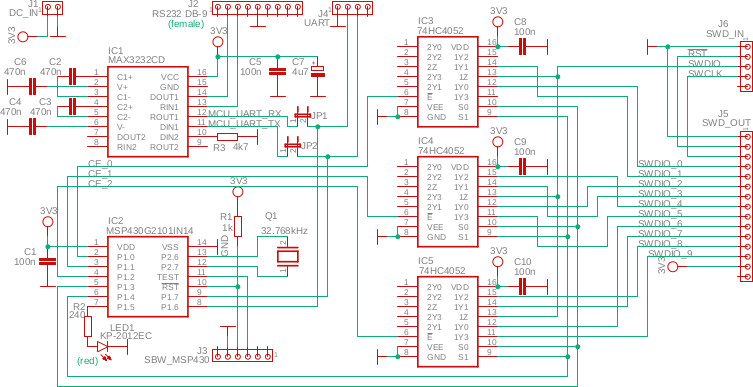 J1
DC_IN
3V3
J2
RS232 DB-9
(female)
J4
UART
3V3
IC1
MAX3232CD
C6
470n
C2
470n
C4
470n
C3
470n
1 C1+ VCC 16
2 V+ GND 15
3 C1- DOUT1 14
4 C2+ RIN1 13
5 C2- ROUT1 12
6 V- DIN1 11
7 DOUT2 DIN2 10
8 RIN2 ROUT2 9
C5
100n
C7
4u7
MCU_UART_RX
MCU_UART_TX
JP1
JP2
R3
4k7
CE_0
CE_1
CE_2
3V3
3V3
C1
100n
IC2
MSP430G2101IN14
1 VDD VSS 14
2 P1.0 P2.6 13
3 P1.1 P2.7 12
4 P1.2 TEST 11
5 P1.3 RST 10
6 P1.4 P1.7 9
7 P1.5 P1.6 8
GND
R1
1k
Q1
32.768kHz
R2
240
LED1
KP-2012EC
(red)
J3
SBW_MSP430
IC3
74HC4052
3V3
C8
100n
1 2Y0 VDD 16
2 2Y2 1Y2 15
3 2Z 1Y1 14
4 2Y3 1Z 13
5 2Y1 1Y0 12
6 E 1Y3 11
7 VEE S0 10
8 GND S1 9
IC4
74HC4052
3V3
C9
100n
1 2Y0 VDD 16
2 2Y2 1Y2 15
3 2Z 1Y1 14
4 2Y3 1Z 13
5 2Y1 1Y0 12
6 E 1Y3 11
7 VEE S0 10
8 GND S1 9
IC5
74HC4052
3V3
C10
100n
1 2Y0 VDD 16
2 2Y2 1Y2 15
3 2Z 1Y1 14
4 2Y3 1Z 13
5 2Y1 1Y0 12
6 E 1Y3 11
7 VEE S0 10
8 GND S1 9
J6
SWD_IN
RST
SWDIO
SWCLK
J5
SWD_OUT
SWDIO_0
SWDIO_1
SWDIO_2
SWDIO_3
SWDIO_4
SWDIO_5
SWDIO_6
SWDIO_7
SWDIO_8
SWDIO_9
3V3